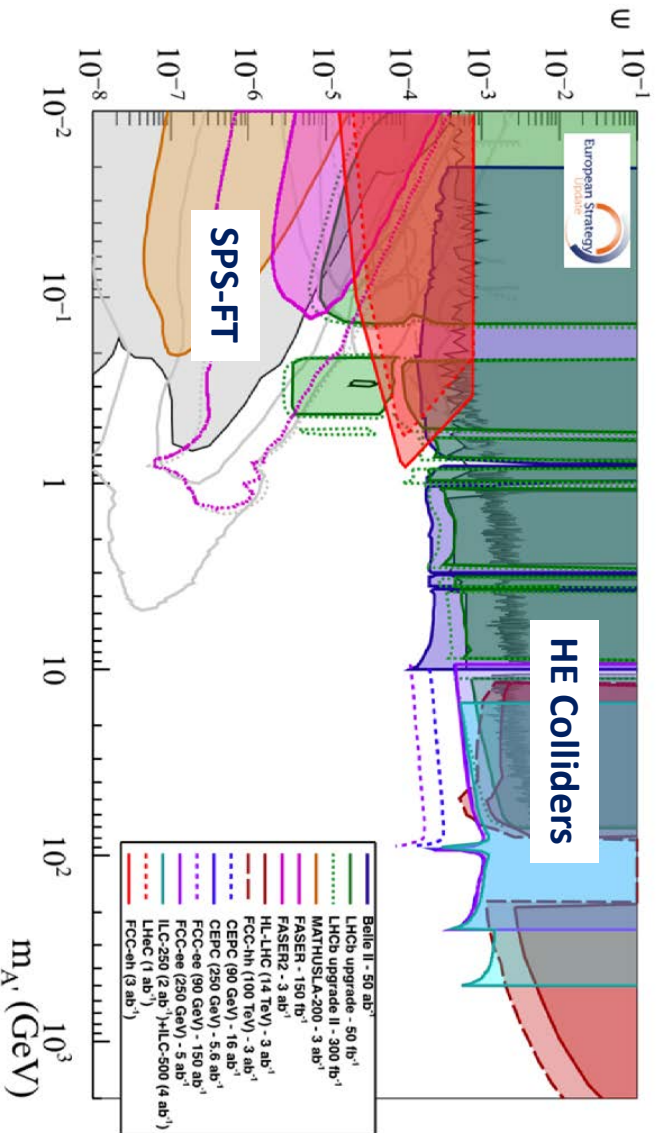 ε
10⁻¹
10⁻²
10⁻³
10⁻⁴
10⁻⁵
10⁻⁶
10⁻⁷
10⁻⁸
European Strategy
Update
HE Colliders
SPS-FT
10⁻²
10⁻¹
1
10
10²
10³
m_A' (GeV)
Belle II - 50 ab⁻¹
LHCb upgrade - 50 fb⁻¹
LHCb upgrade II - 300 fb⁻¹
MATHUSLA-200 - 3 ab⁻¹
FASER - 150 fb⁻¹
FASER2 - 3 ab⁻¹
HL-LHC (14 TeV) - 3 ab⁻¹
FCC-hh (100 TeV) - 3 ab⁻¹
CEPC (90 GeV) - 16 ab⁻¹
CEPC (250 GeV) - 5.6 ab⁻¹
FCC-ee (90 GeV) - 150 ab⁻¹
FCC-ee (250 GeV) - 5 ab⁻¹
ILC-250 (2 ab⁻¹)+ILC-500 (4 ab⁻¹)
LHeC (1 ab⁻¹)
FCC-eh (3 ab⁻¹)